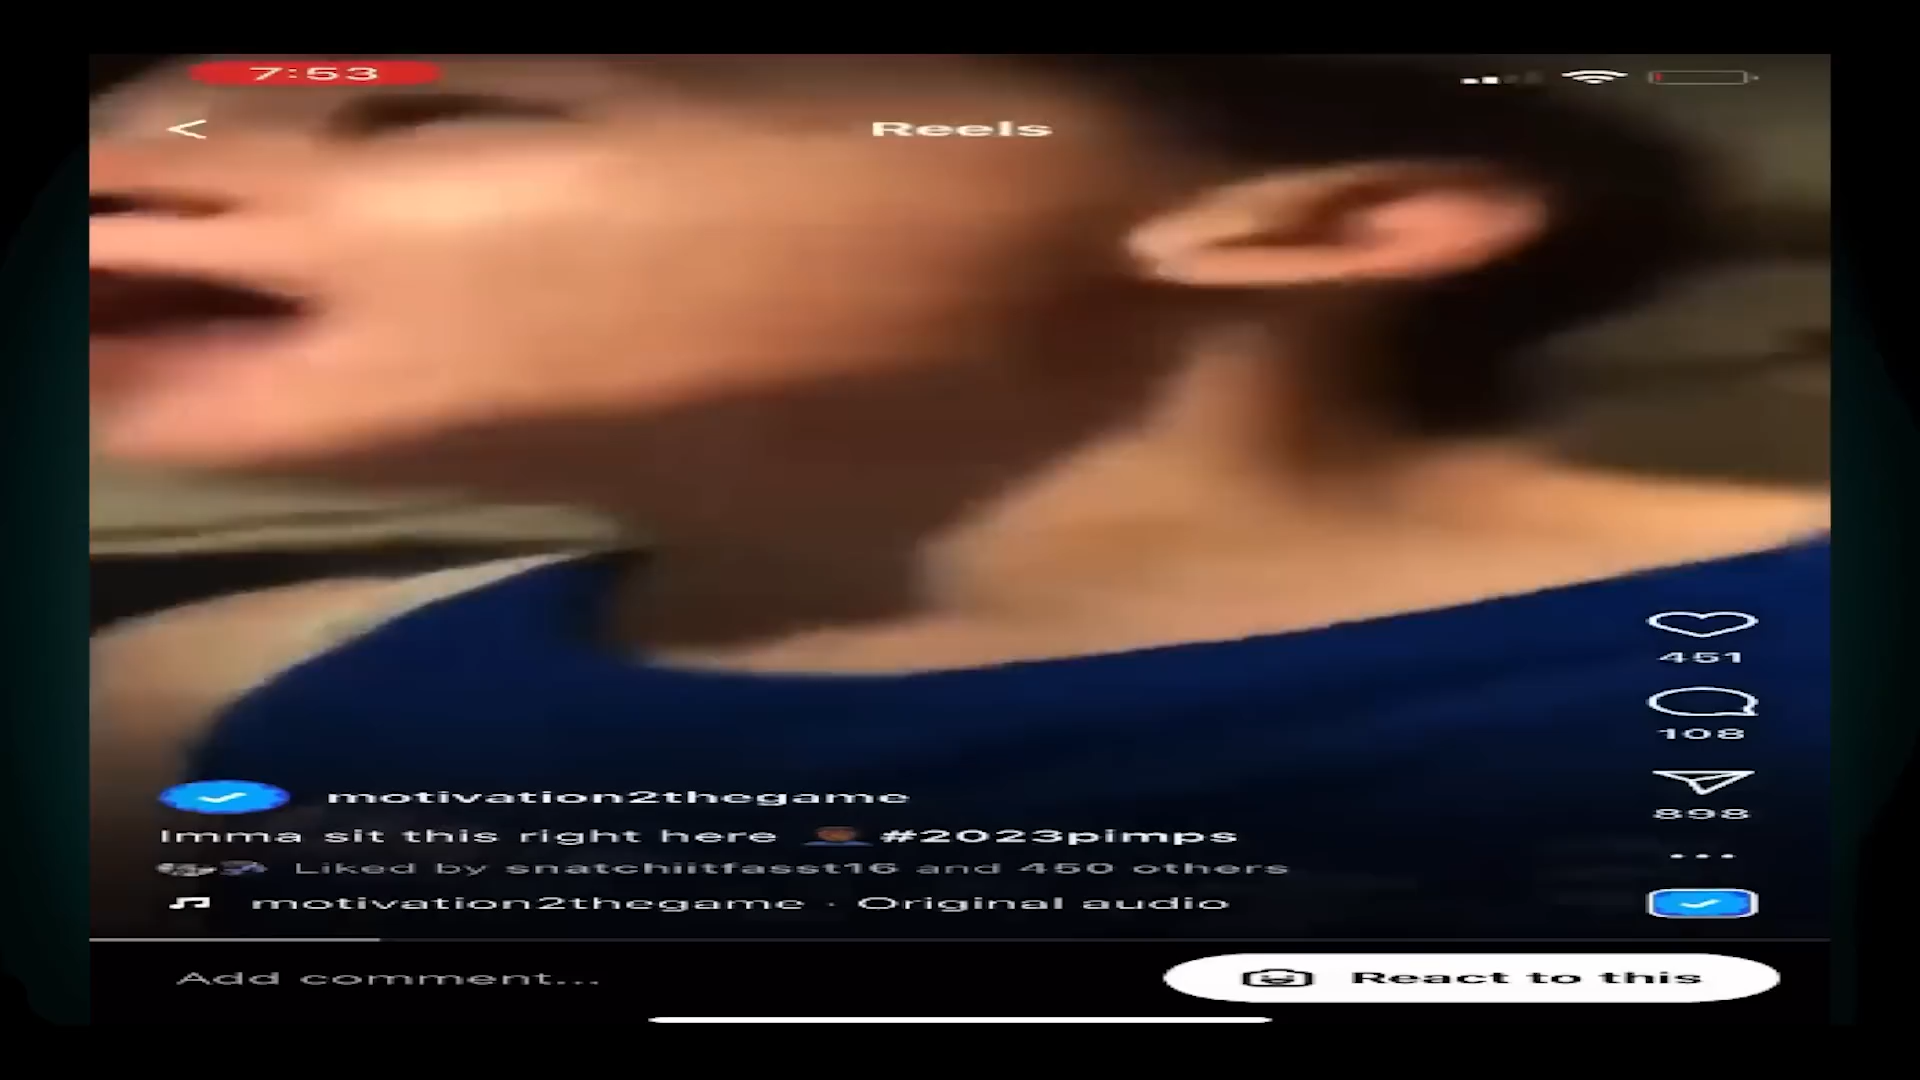 7:53
Reels
451
108
898
motivation2thegame
Imma sit this right here #2023pimps
Liked by snatchiitfasst16 and 450 others
motivation2thegame · Original audio
Add comment...
React to this